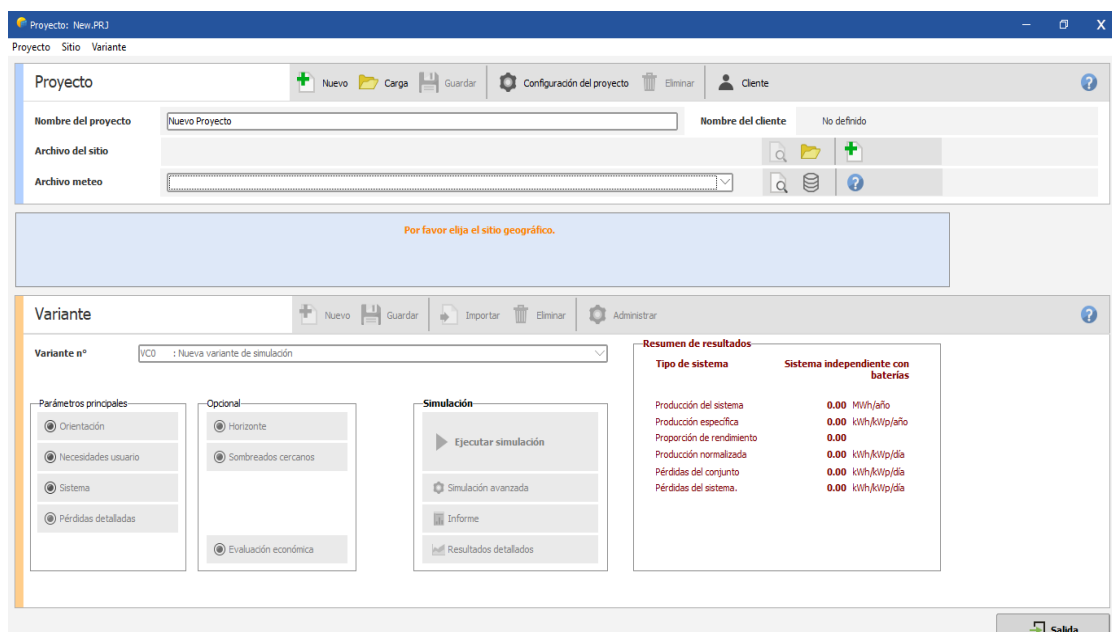 Proyecto: New.PRJ
Proyecto Sitio Variante
Proyecto
Nuevo Carga Guardar Configuración del proyecto Eliminar Cliente
Nombre del proyecto Nuevo Proyecto Nombre del cliente No definido
Archivo del sitio
Archivo meteo
Por favor elija el sitio geográfico.
Variante
Nuevo Guardar Importar Eliminar Administrar
Variante nº VC0 : Nueva variante de simulación
Parámetros principales
Orientación
Necesidades usuario
Sistema
Pérdidas detalladas
Opcional
Horizonte
Sombreados cercanos
Evaluación económica
Simulación
Ejecutar simulación
Simulación avanzada
Informe
Resultados detallados
Resumen de resultados
Tipo de sistema Sistema independiente con
baterías
Producción del sistema 0.00 MWh/año
Producción específica 0.00 kWh/kWp/año
Proporción de rendimiento 0.00
Producción normalizada 0.00 kWh/kWp/día
Pérdidas del conjunto 0.00 kWh/kWp/día
Pérdidas del sistema. 0.00 kWh/kWp/día
Salida